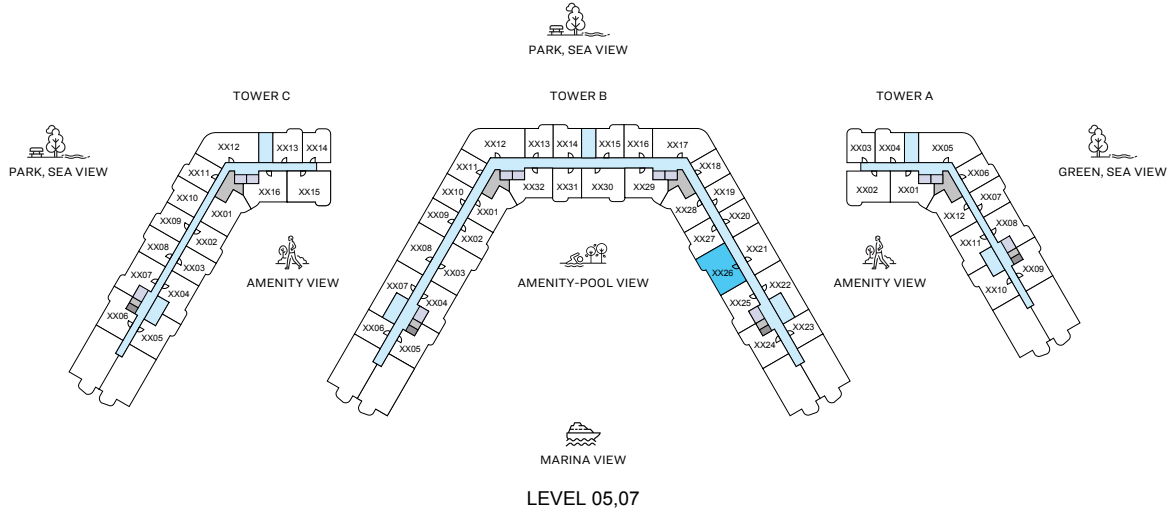 PARK, SEA VIEW
TOWER C
TOWER B
TOWER A
PARK, SEA VIEW
GREEN, SEA VIEW
XX12
XX13
XX14
XX11
XX16
XX15
XX10
XX01
XX09
XX02
XX08
XX03
XX07
XX04
XX06
XX05
XX12
XX13
XX14
XX15
XX16
XX17
XX11
XX32
XX31
XX30
XX29
XX18
XX10
XX01
XX28
XX19
XX09
XX02
XX27
XX20
XX08
XX03
XX26
XX21
XX07
XX04
XX25
XX22
XX06
XX05
XX24
XX23
XX03
XX04
XX05
XX02
XX01
XX06
XX12
XX07
XX11
XX08
XX10
XX09
AMENITY VIEW
AMENITY-POOL VIEW
AMENITY VIEW
MARINA VIEW
LEVEL 05,07